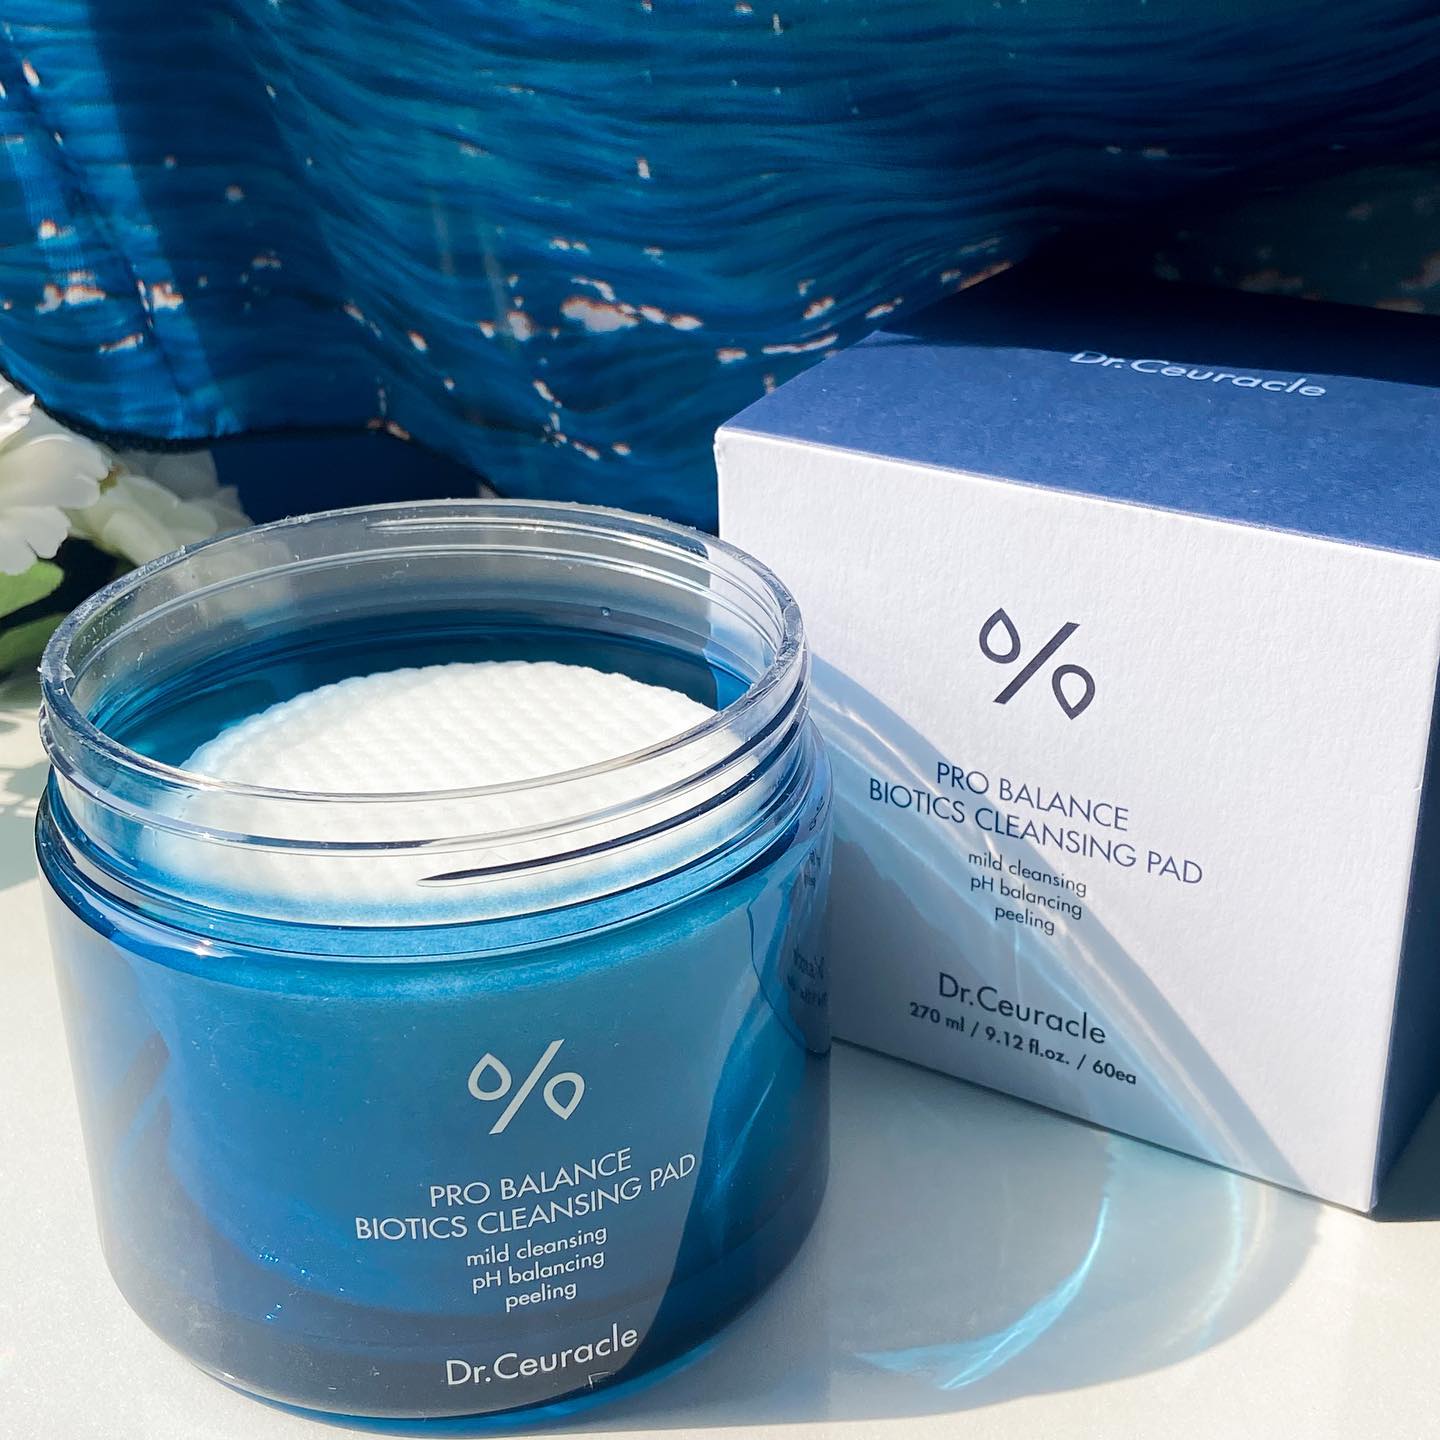 Dr.Ceuracle
%
PRO BALANCE
BIOTICS CLEANSING PAD
mild cleansing
pH balancing
peeling
Dr.Ceuracle
270 ml / 9.12 fl.oz. / 60ea
%
PRO BALANCE
BIOTICS CLEANSING PAD
mild cleansing
pH balancing
peeling
Dr.Ceuracle